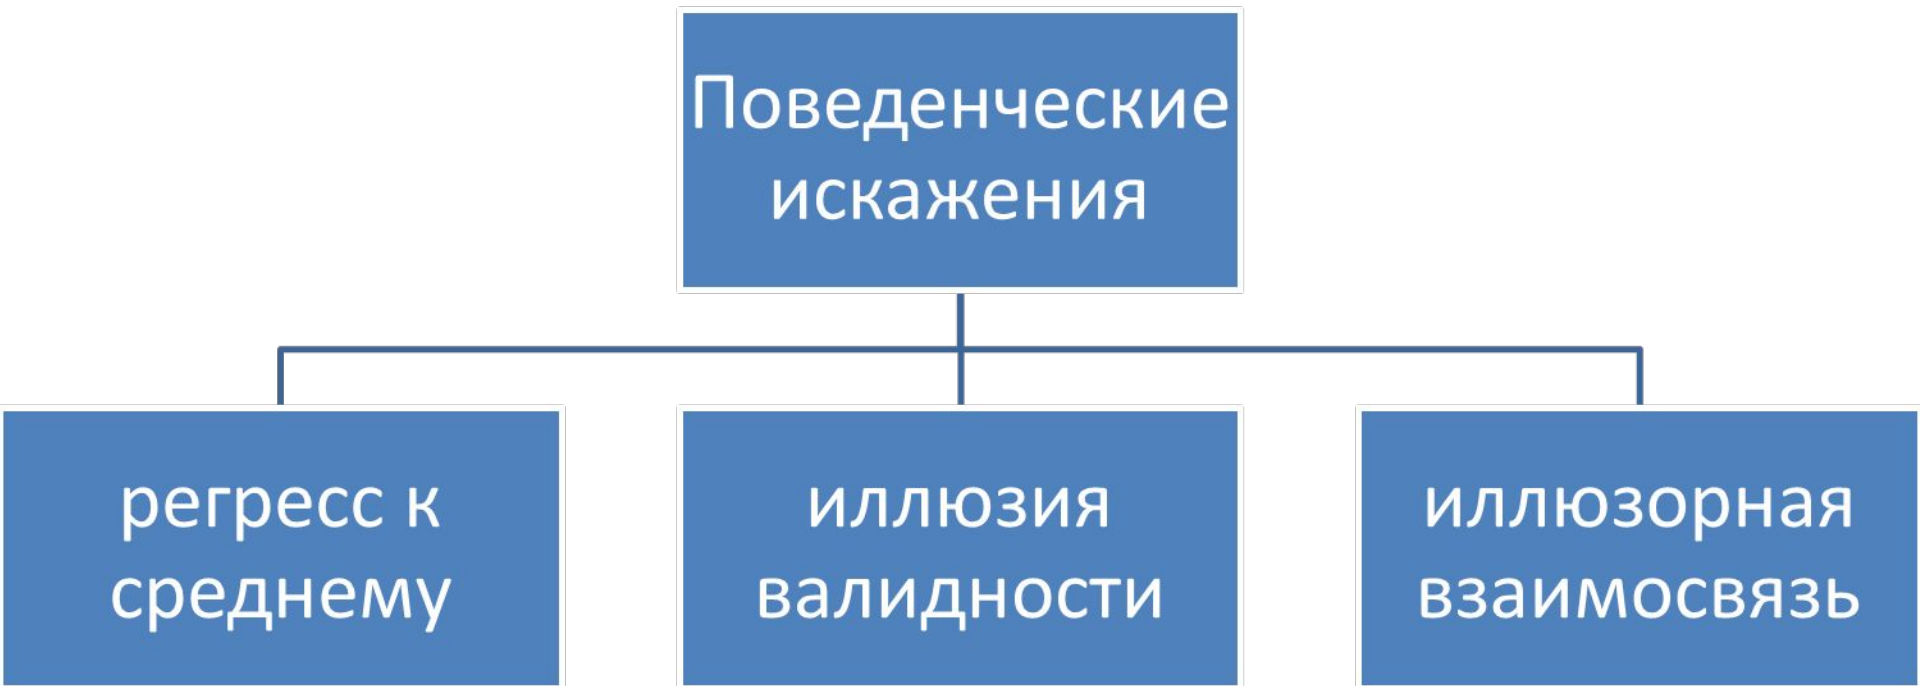 Поведенческие
искажения
регресс к
среднему
иллюзия
валидности
иллюзорная
взаимосвязь